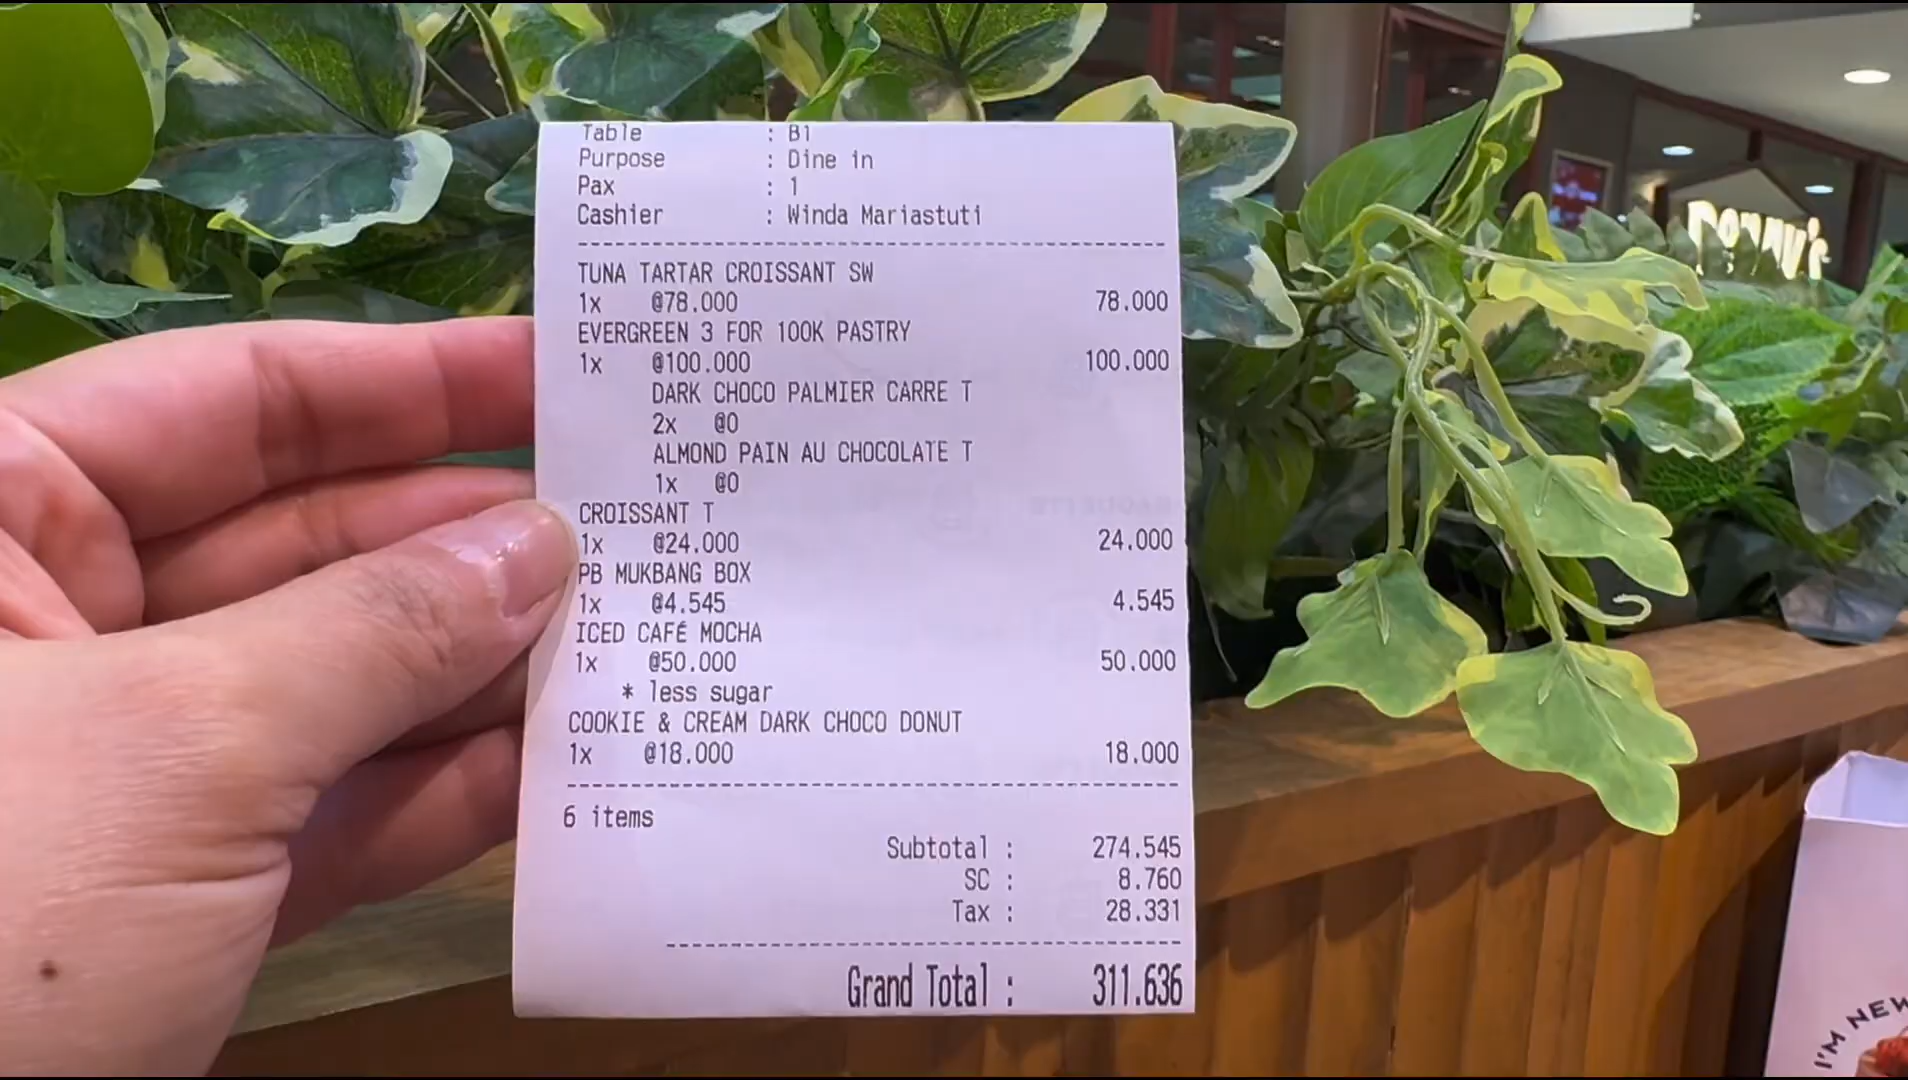 Table : B1
Purpose : Dine in
Pax : 1
Cashier : Winda Mariastuti
TUNA TARTAR CROISSANT SW
1x @78.000 78.000
EVERGREEN 3 FOR 100K PASTRY
1x @100.000 100.000
DARK CHOCO PALMIER CARRE T
2x @0
ALMOND PAIN AU CHOCOLATE T
1x @0
CROISSANT T
1x @24.000 24.000
PB MUKBANG BOX
1x @4.545 4.545
ICED CAFÉ MOCHA
1x @50.000 50.000
* less sugar
COOKIE & CREAM DARK CHOCO DONUT
1x @18.000 18.000
6 items
Subtotal : 274.545
SC : 8.760
Tax : 28.331
Grand Total : 311.636
I'M NEW